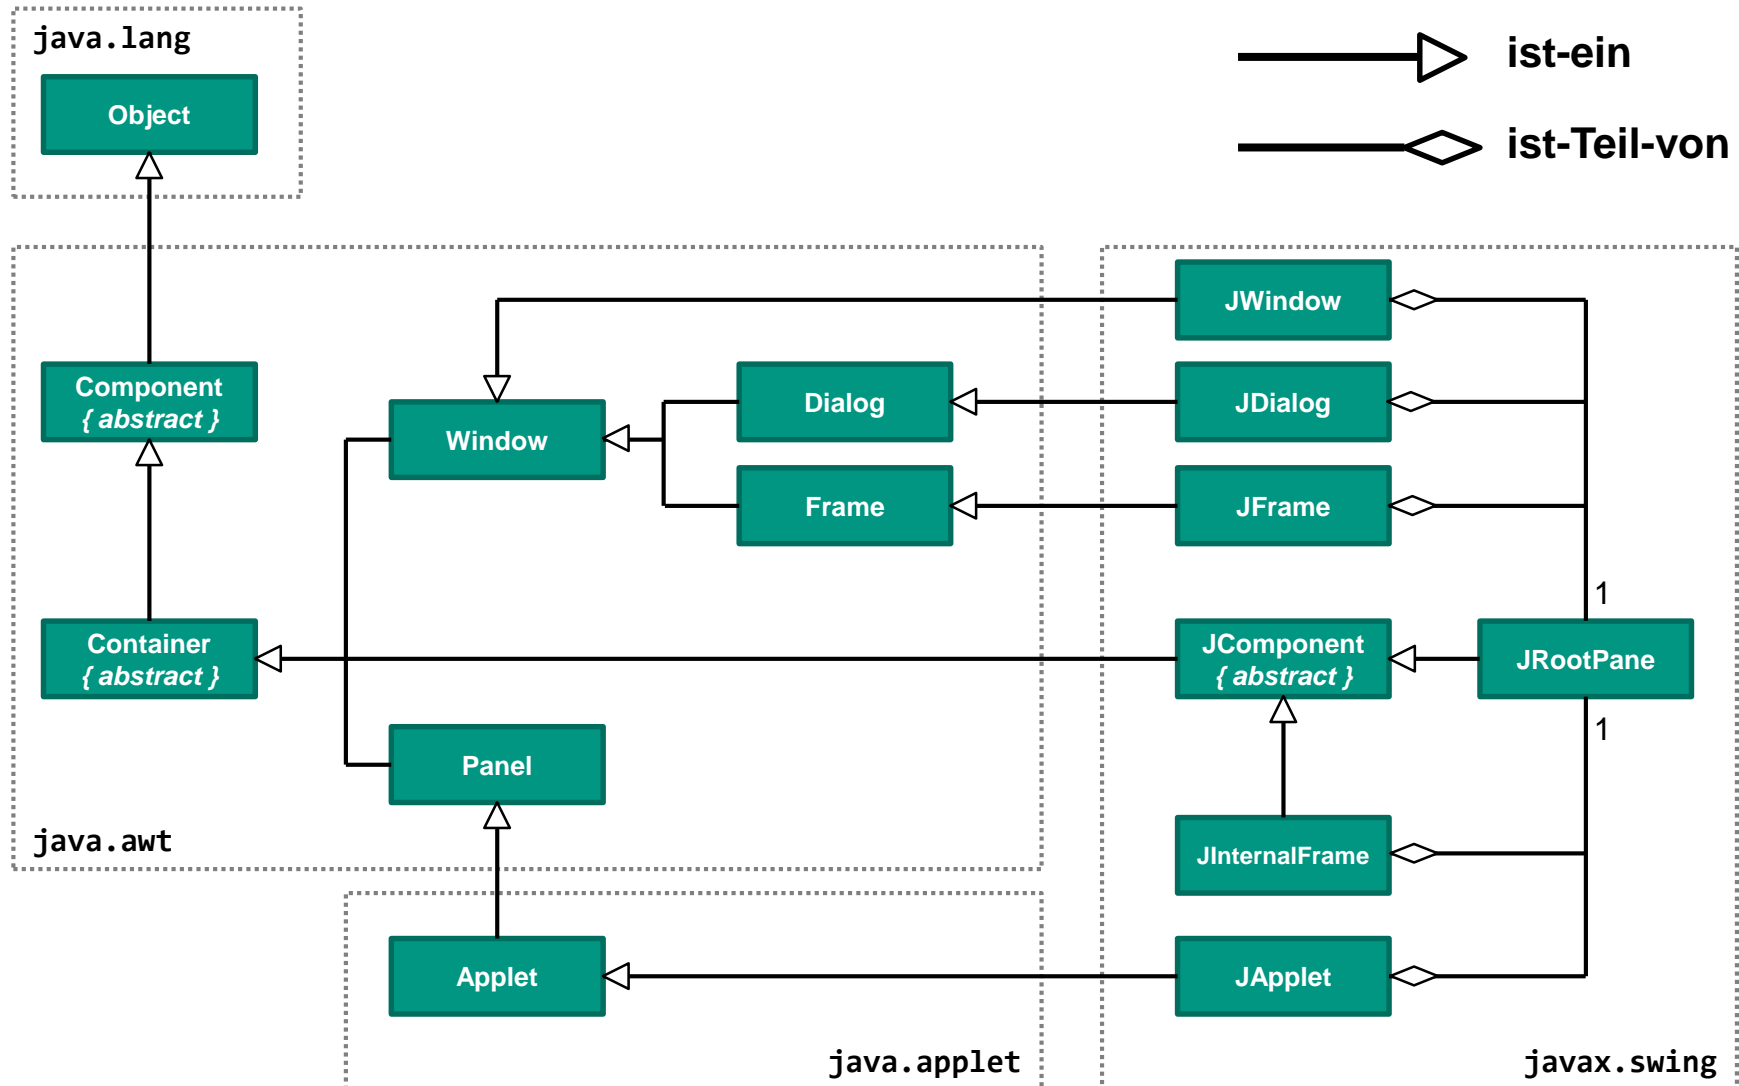 java.lang
Object
ist-ein
ist-Teil-von
JWindow
Component
{ abstract }
Window
Dialog
JDialog
Frame
JFrame
1
Container
{ abstract }
JComponent
{ abstract }
JRootPane
1
Panel
java.awt
JInternalFrame
Applet
JApplet
java.applet
javax.swing